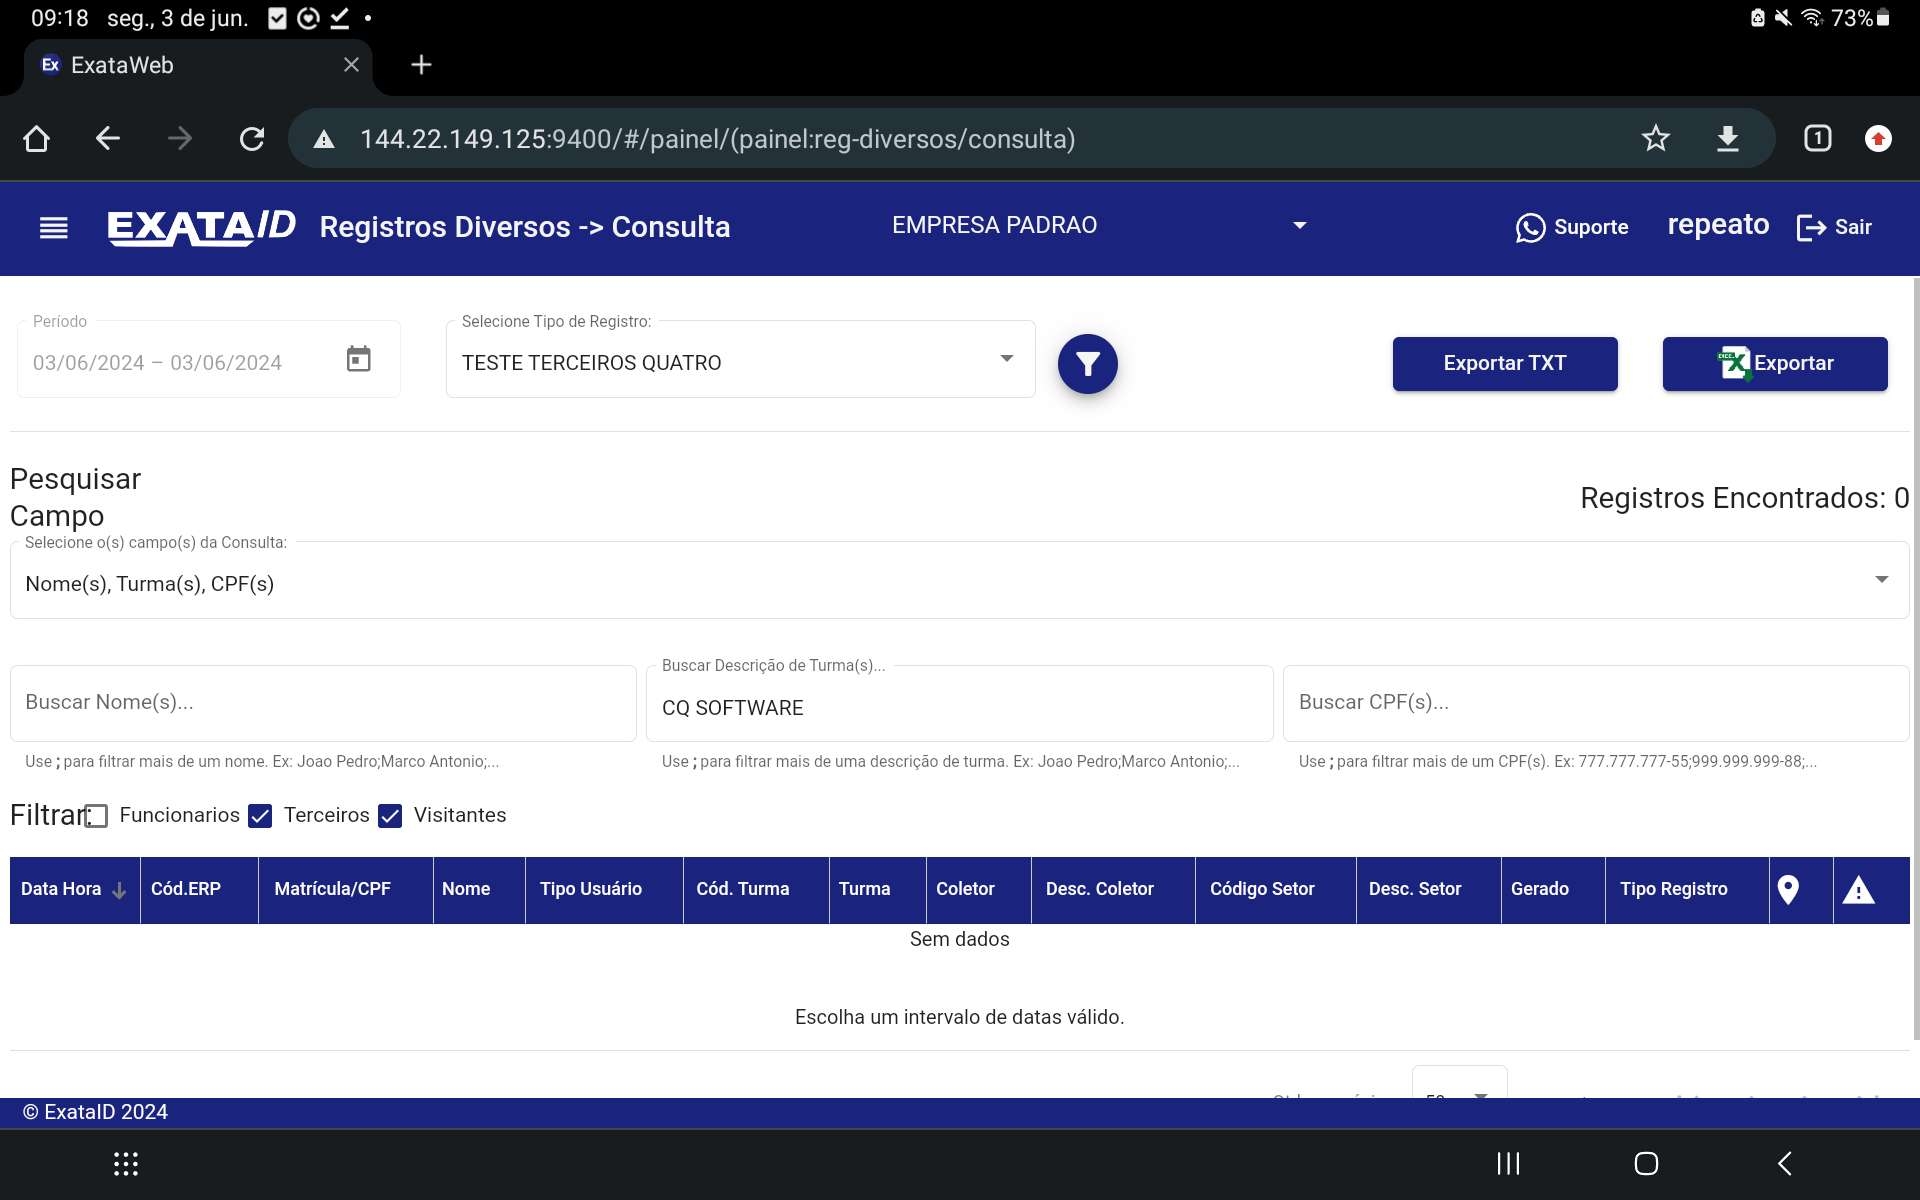 09:18 seg., 3 de jun. 73%
Ex ExataWeb
144.22.149.125:9400/#/painel/(painel:reg-diversos/consulta) 1
EXATA/D Registros Diversos -> Consulta EMPRESA PADRAO Suporte repeato Sair
Período Selecione Tipo de Registro:
03/06/2024 – 03/06/2024 TESTE TERCEIROS QUATRO Exportar TXT Exportar
Pesquisar
Campo
Registros Encontrados: 0
Selecione o(s) campo(s) da Consulta:
Nome(s), Turma(s), CPF(s)
Buscar Descrição de Turma(s)...
Buscar Nome(s)... CQ SOFTWARE Buscar CPF(s)...
Use ; para filtrar mais de um nome. Ex: Joao Pedro;Marco Antonio;... Use ; para filtrar mais de uma descrição de turma. Ex: Joao Pedro;Marco Antonio;... Use ; para filtrar mais de um CPF(s). Ex: 777.777.777-55;999.999.999-88;...
Filtrar: Funcionarios Terceiros Visitantes
Data Hora Cód.ERP Matrícula/CPF Nome Tipo Usuário Cód. Turma Turma Coletor Desc. Coletor Código Setor Desc. Setor Gerado Tipo Registro
Sem dados
Escolha um intervalo de datas válido.
© ExataID 2024